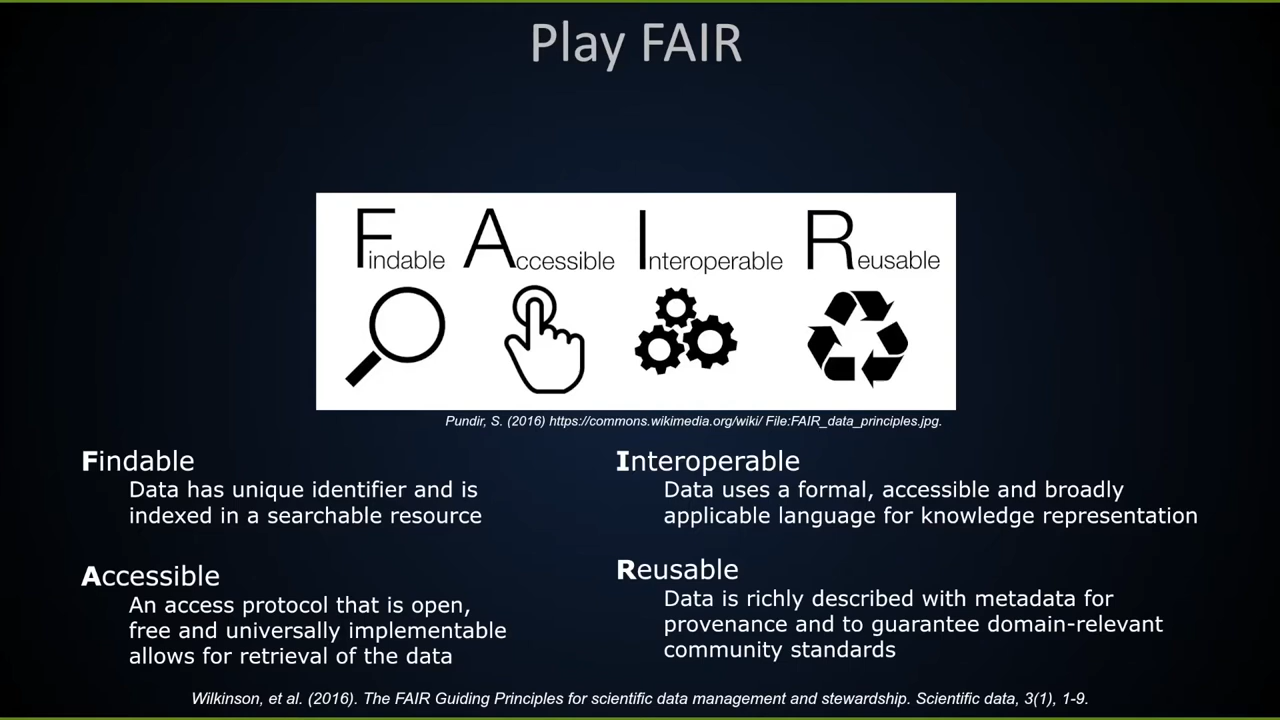 Play FAIR
Findable Accessible Interoperable Reusable
Pundir, S. (2016) https://commons.wikimedia.org/wiki/ File:FAIR_data_principles.jpg.
Findable
Data has unique identifier and is
indexed in a searchable resource
Accessible
An access protocol that is open,
free and universally implementable
allows for retrieval of the data
Interoperable
Data uses a formal, accessible and broadly
applicable language for knowledge representation
Reusable
Data is richly described with metadata for
provenance and to guarantee domain-relevant
community standards
Wilkinson, et al. (2016). The FAIR Guiding Principles for scientific data management and stewardship. Scientific data, 3(1), 1-9.